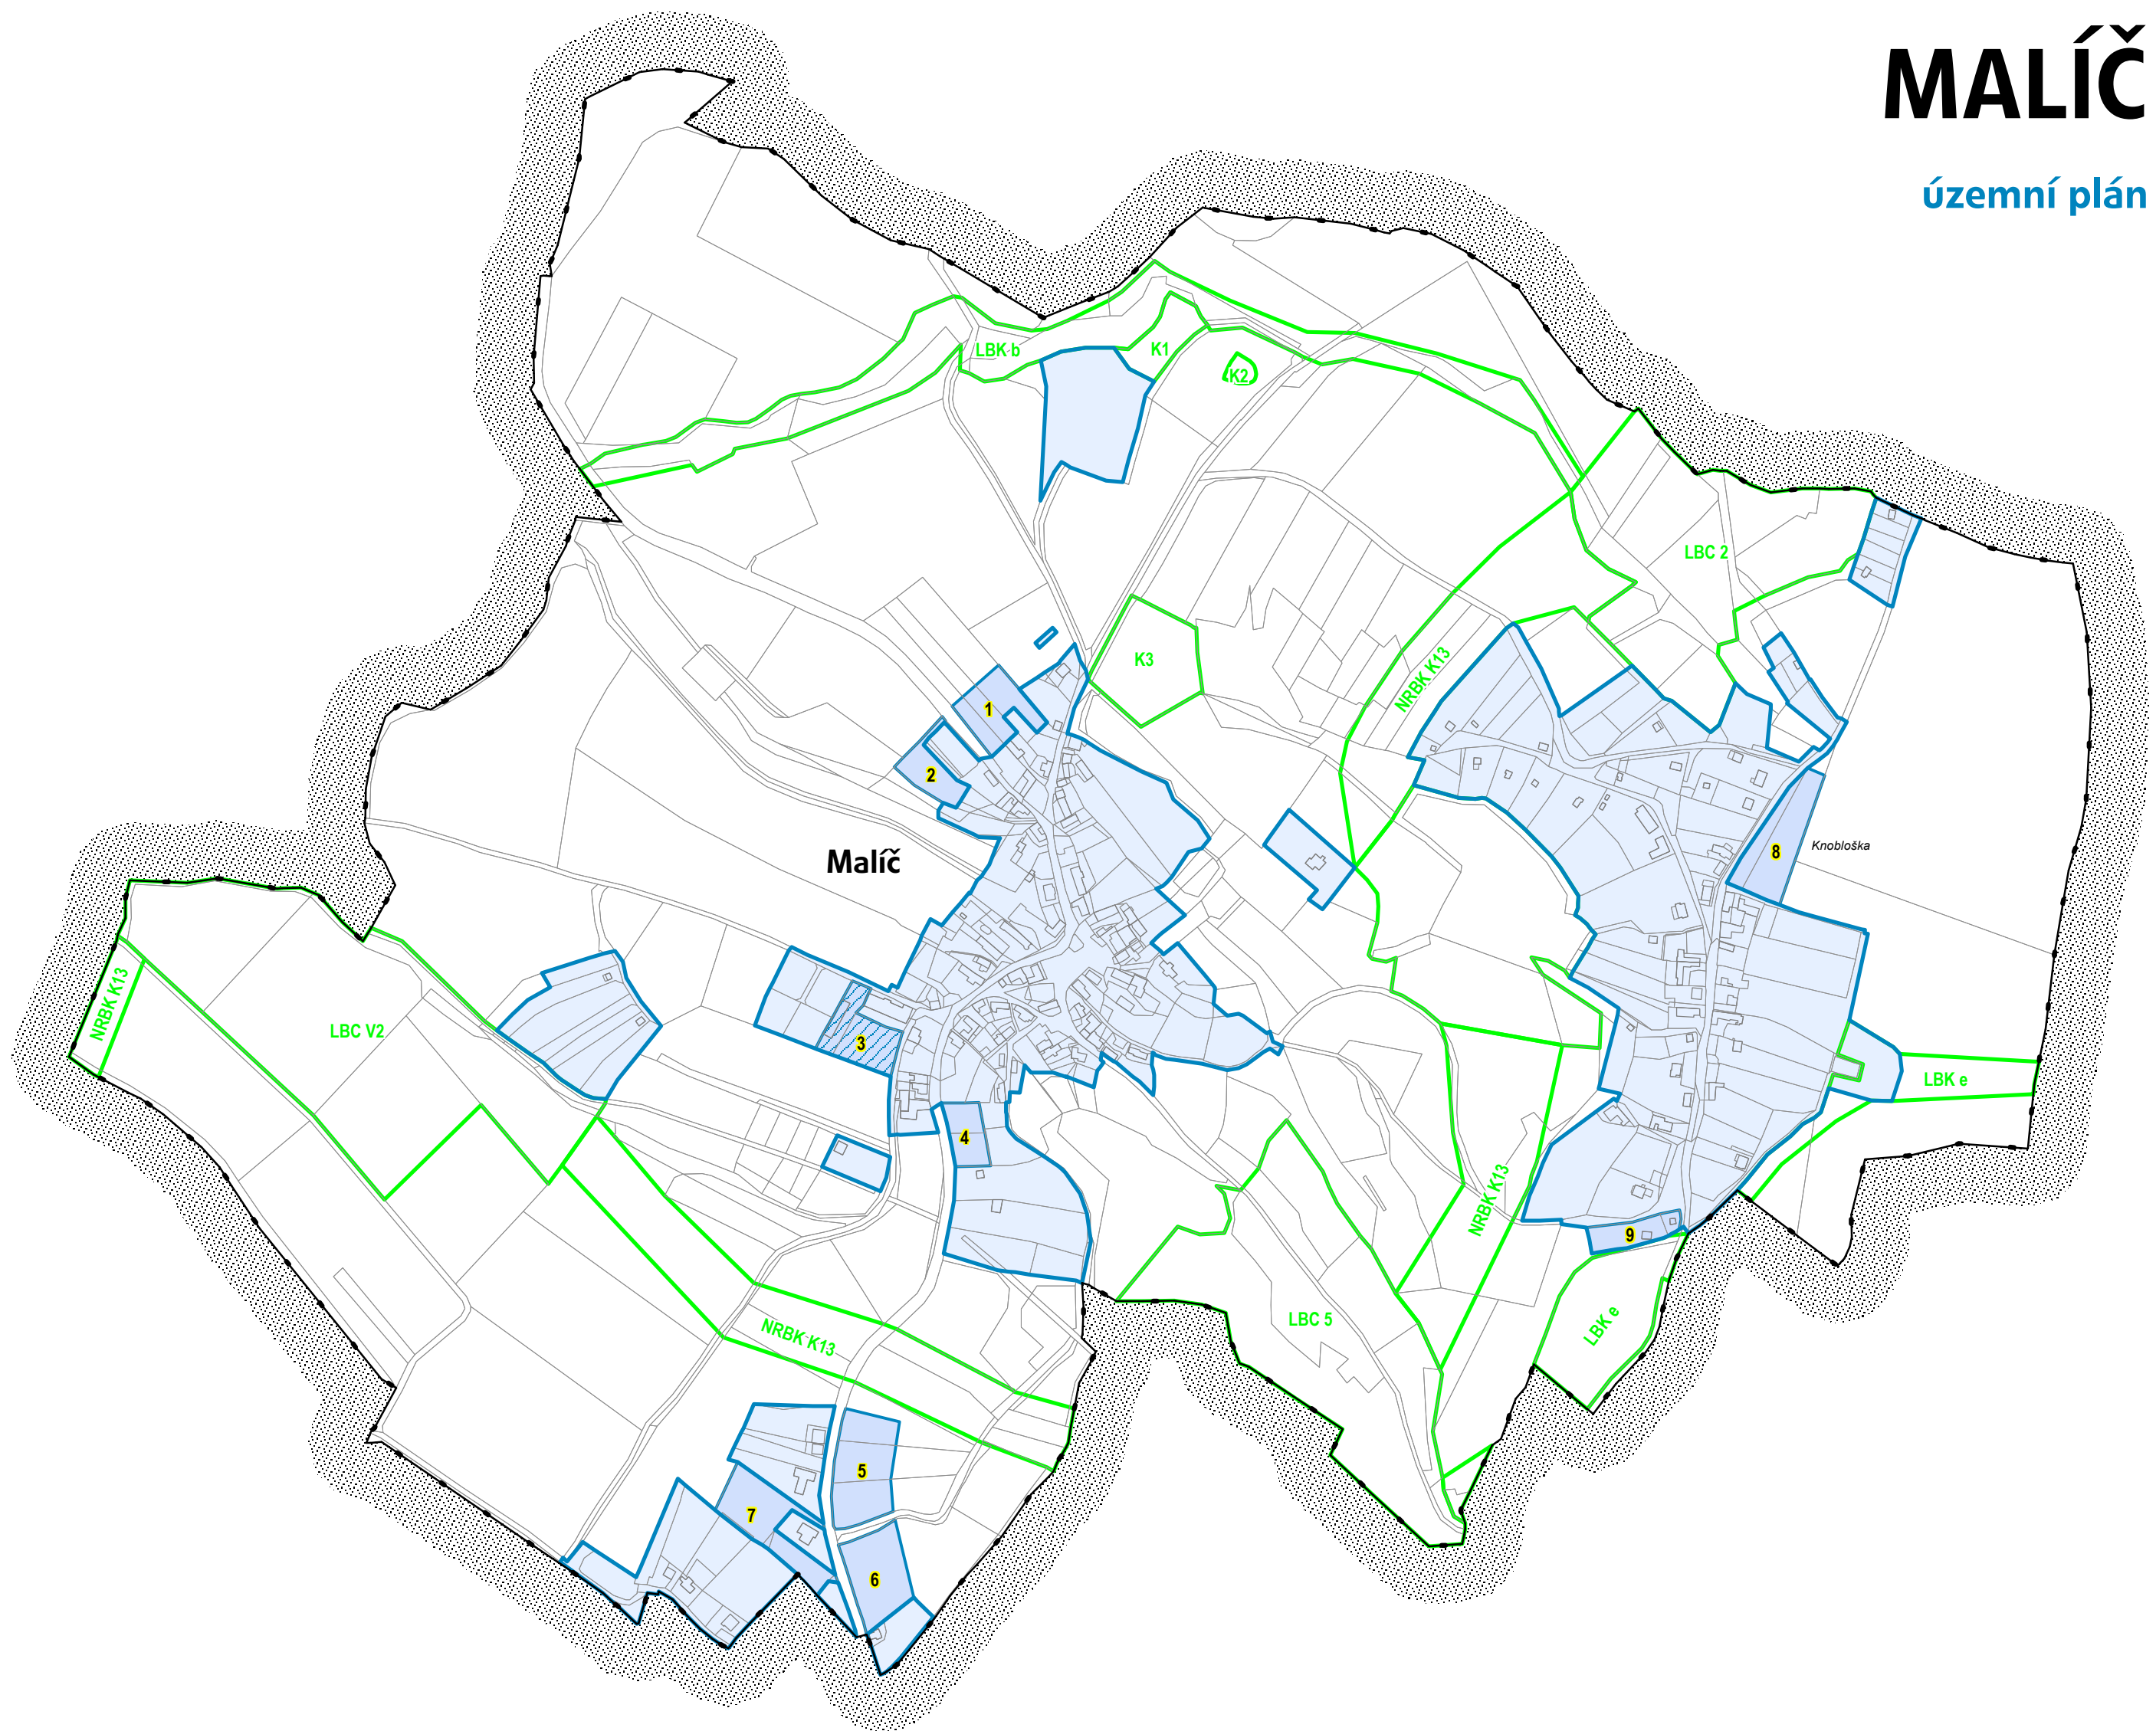 MALÍČ
územní plán
LBK b
K1
K2
LBC 2
K3
NRBK K13
1
2
Malíč
8
Knobloška
NRBK K13
LBC V2
3
LBK e
4
NRBK K13
9
LBC 5
LBK e
NRBK K13
5
7
6